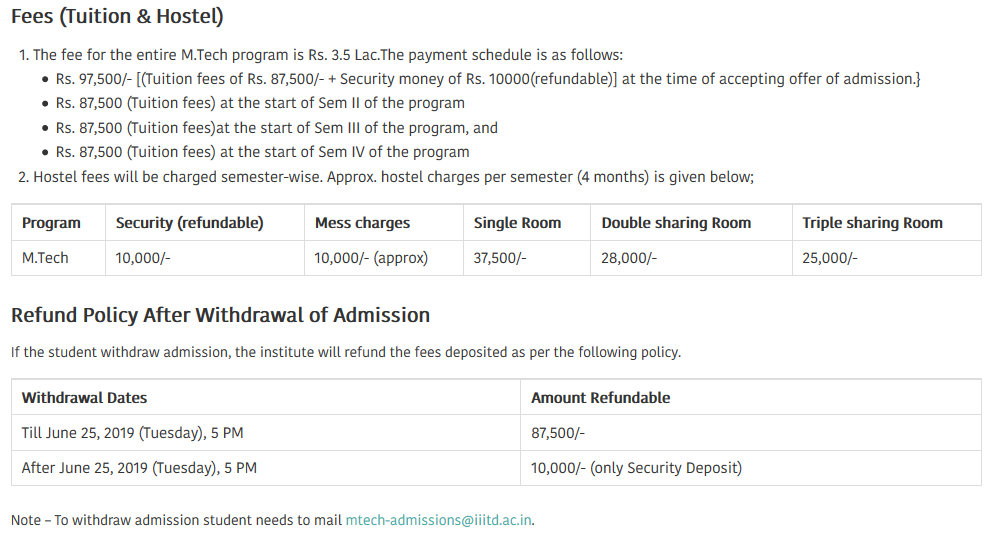 Fees (Tuition & Hostel)
1. The fee for the entire M.Tech program is Rs. 3.5 Lac.The payment schedule is as follows:
• Rs. 97,500/- [(Tuition fees of Rs. 87,500/- + Security money of Rs. 10000(refundable)] at the time of accepting offer of admission.}
• Rs. 87,500 (Tuition fees) at the start of Sem II of the program
• Rs. 87,500 (Tuition fees)at the start of Sem III of the program, and
• Rs. 87,500 (Tuition fees) at the start of Sem IV of the program
2. Hostel fees will be charged semester-wise. Approx. hostel charges per semester (4 months) is given below;
Program Security (refundable) Mess charges Single Room Double sharing Room Triple sharing Room
M.Tech 10,000/- 10,000/- (approx) 37,500/- 28,000/- 25,000/-
Refund Policy After Withdrawal of Admission
If the student withdraw admission, the institute will refund the fees deposited as per the following policy.
Withdrawal Dates Amount Refundable
Till June 25, 2019 (Tuesday), 5 PM 87,500/-
After June 25, 2019 (Tuesday), 5 PM 10,000/- (only Security Deposit)
Note – To withdraw admission student needs to mail mtech-admissions@iiitd.ac.in.